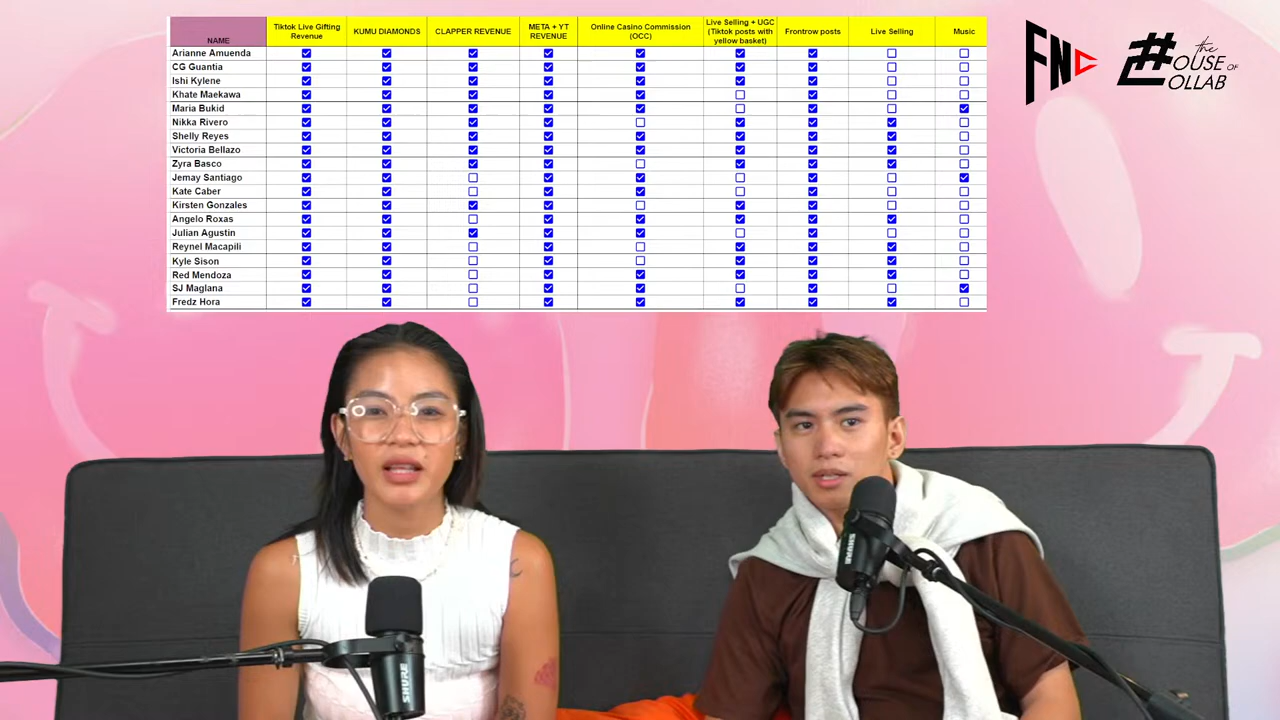 NAME
Tiktok Live Gifting Revenue
KUMU DIAMONDS
CLAPPER REVENUE
META + YT REVENUE
Online Casino Commission (OCC)
Live Selling + UGC (Tiktok posts with yellow basket)
Frontrow posts
Live Selling
Music
Arianne Amuenda
CG Guantia
Ishi Kylene
Khate Maekawa
Maria Bukid
Nikka Rivero
Shelly Reyes
Victoria Bellazo
Zyra Basco
Jemay Santiago
Kate Caber
Kirsten Gonzales
Angelo Roxas
Julian Agustin
Reynel Macapili
Kyle Sison
Red Mendoza
SJ Maglana
Fredz Hora
FNC
the
#HOUSE OF
COLLAB
SHURE
SHURE